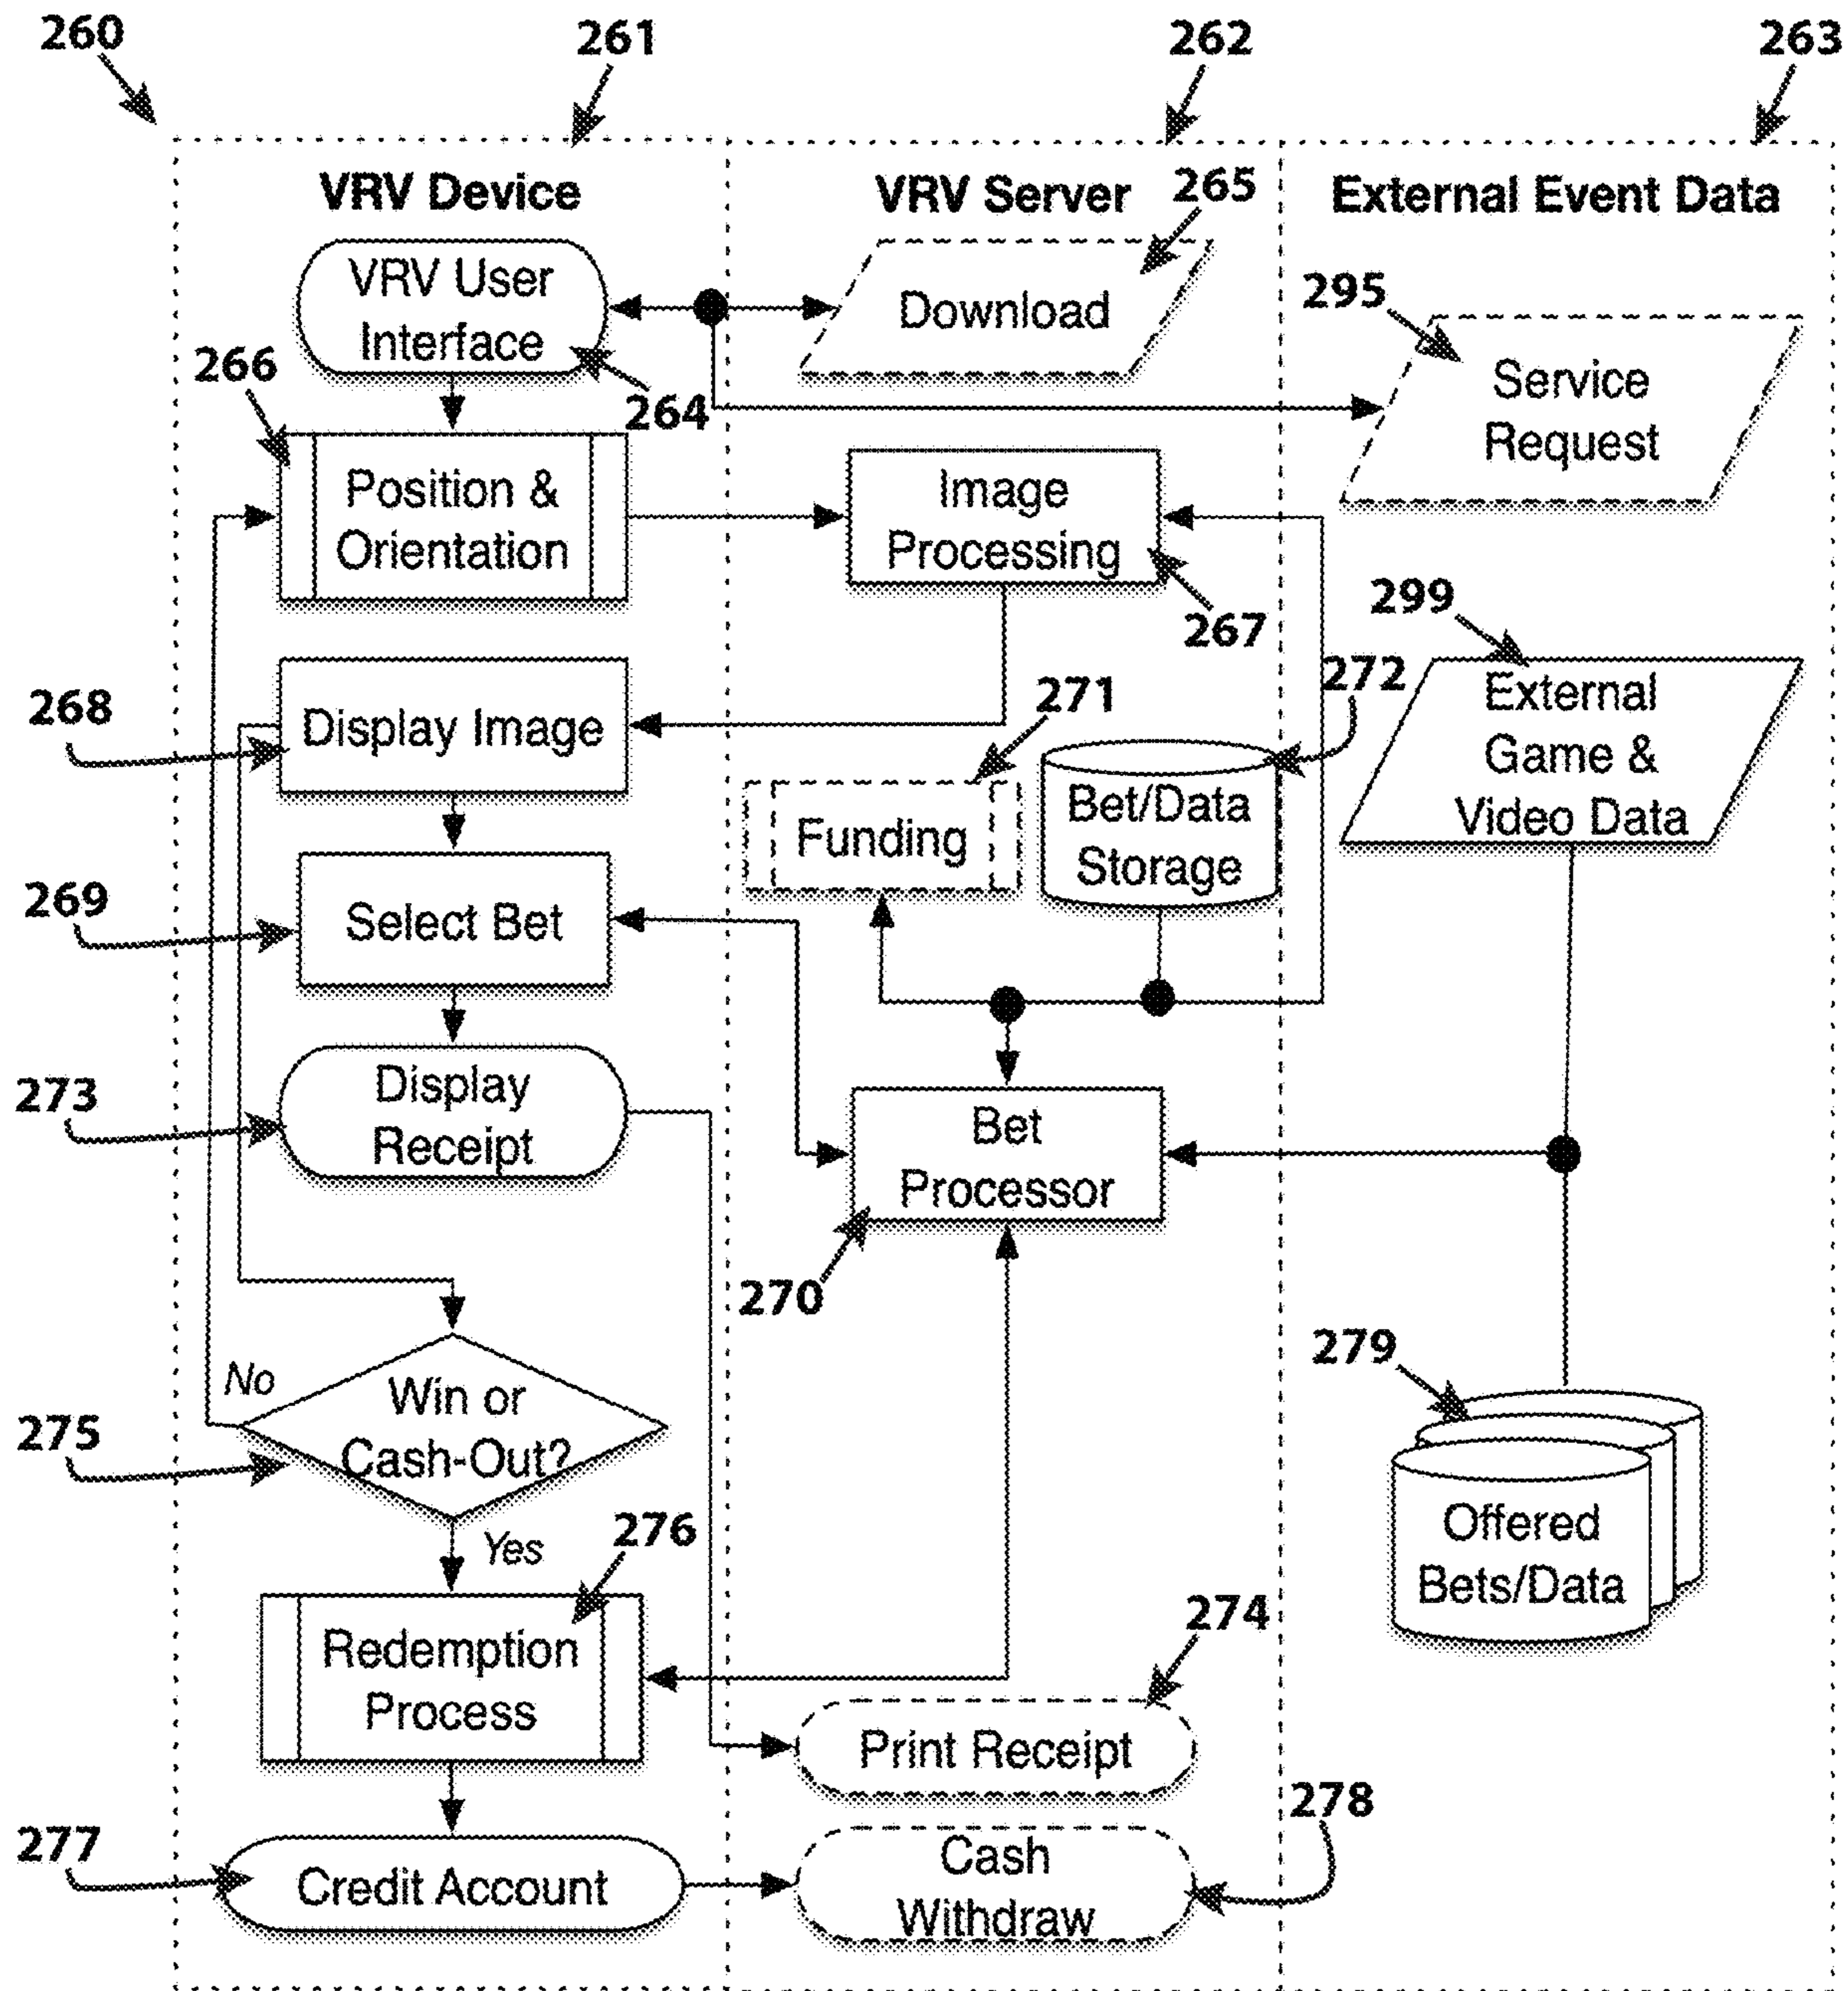 260
261
262
263
VRV Device
VRV Server
External Event Data
265
VRV User
Interface
264
Download
295
Service
Request
266
Position &
Orientation
Image
Processing
267
299
External
Game &
Video Data
268
Display Image
271
272
Funding
Bet/Data
Storage
269
Select Bet
273
Display
Receipt
Bet
Processor
270
279
Offered
Bets/Data
No
275
Win or
Cash-Out?
Yes
276
Redemption
Process
274
Print Receipt
277
Credit Account
278
Cash
Withdraw